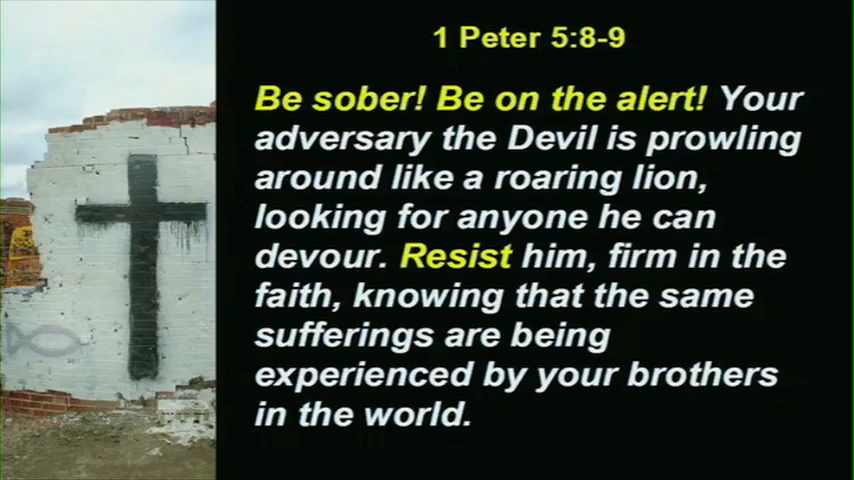 1 Peter 5:8-9
Be sober! Be on the alert! Your
adversary the Devil is prowling
around like a roaring lion,
looking for anyone he can
devour. Resist him, firm in the
faith, knowing that the same
sufferings are being
experienced by your brothers
in the world.